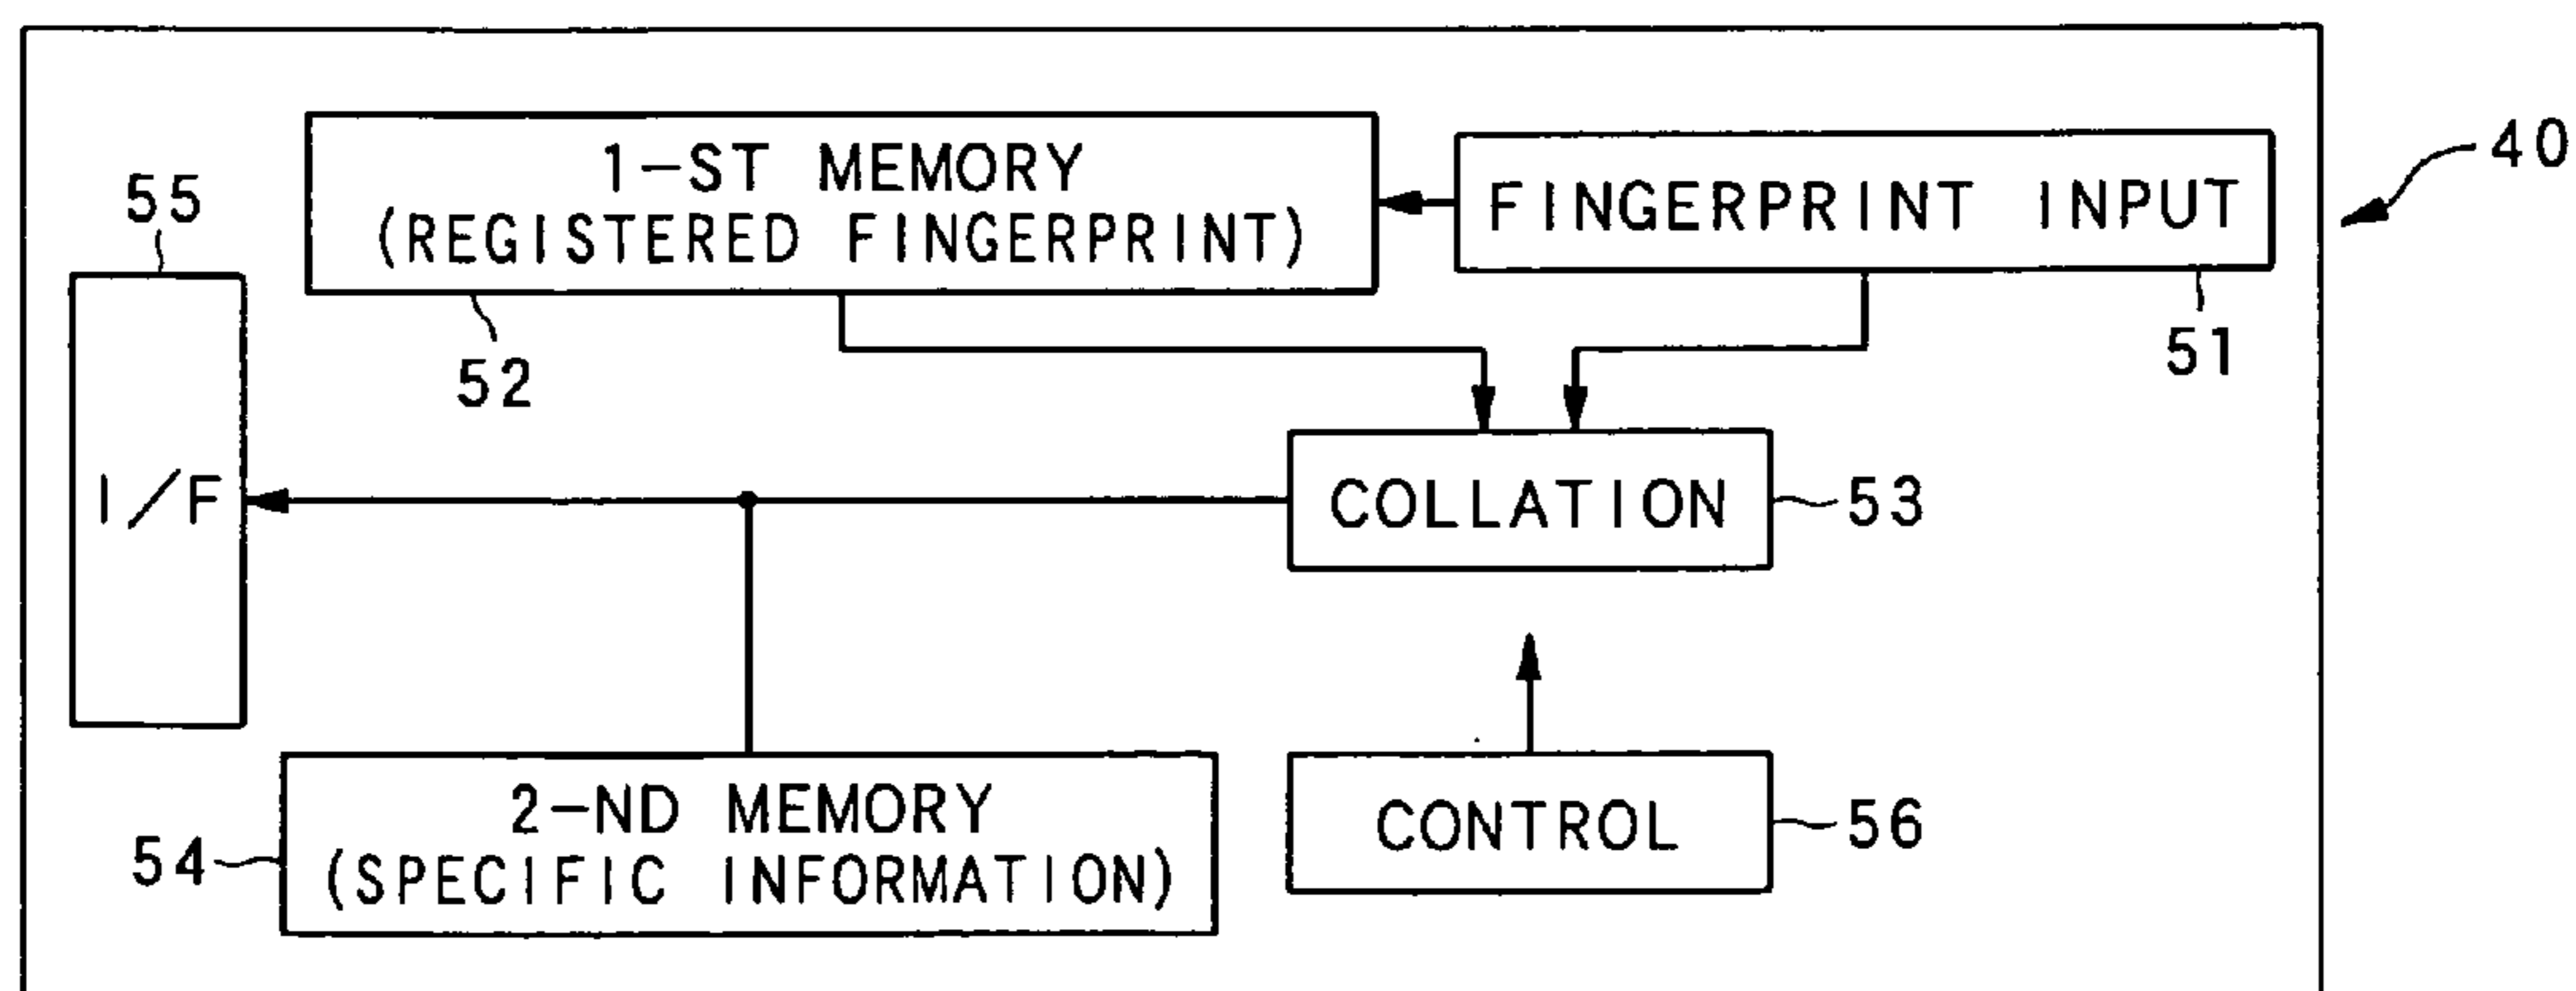 1-ST MEMORY
(REGISTERED FINGERPRINT)
FINGERPRINT INPUT
40
55
52
51
I/F
COLLATION
53
2-ND MEMORY
(SPECIFIC INFORMATION)
54
CONTROL
56